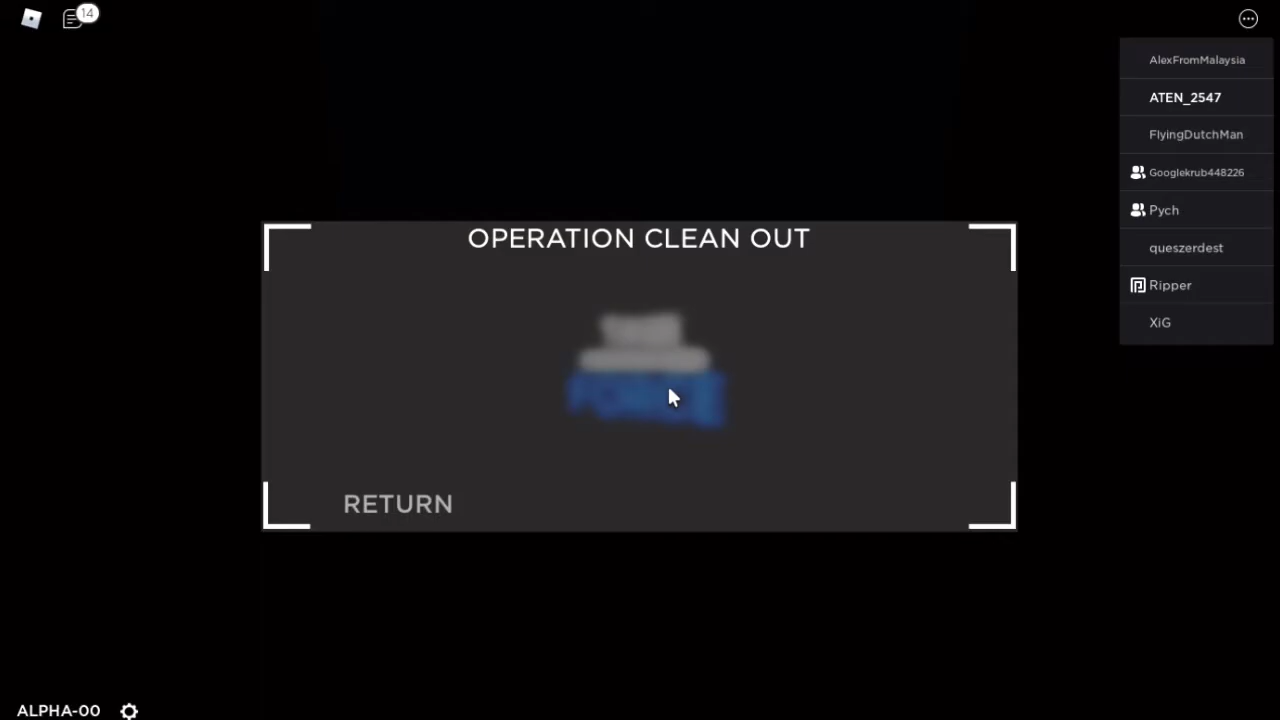 14
AlexFromMalaysia
ATEN_2547
FlyingDutchMan
Googlekrub448226
Pych
queszerdest
Ripper
XiG
OPERATION CLEAN OUT
RETURN
ALPHA-00